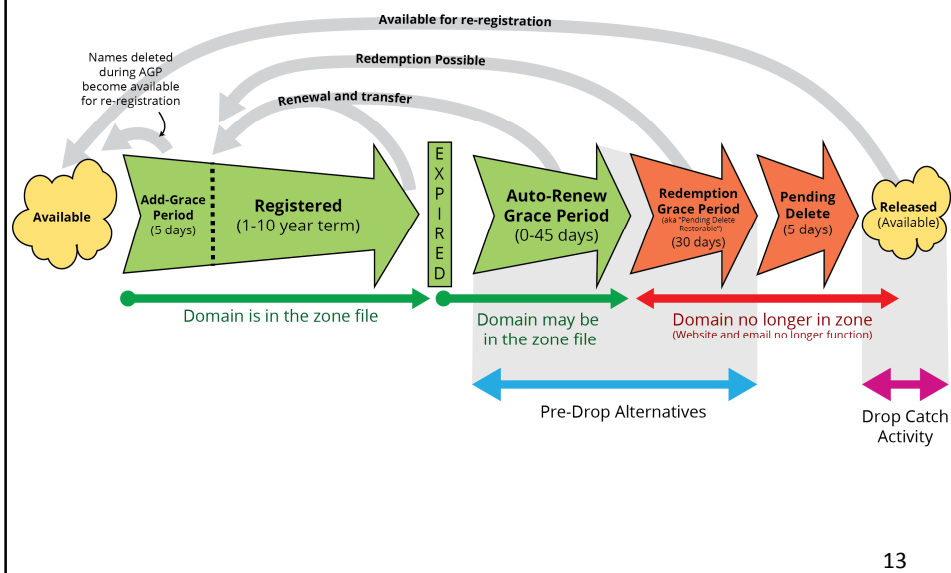 Available for re-registration
Redemption Possible
Renewal and transfer
Names deleted
during AGP
become available
for re-registration
Available
Add-Grace
Period
(5 days)
Registered
(1-10 year term)
EXPIRED
Auto-Renew
Grace Period
(0-45 days)
Redemption
Grace Period
(aka "Pending Delete
Restorable")
(30 days)
Pending
Delete
(5 days)
Released
(Available)
Domain is in the zone file
Domain may be
in the zone file
Domain no longer in zone
(Website and email no longer function)
Pre-Drop Alternatives
Drop Catch
Activity
13